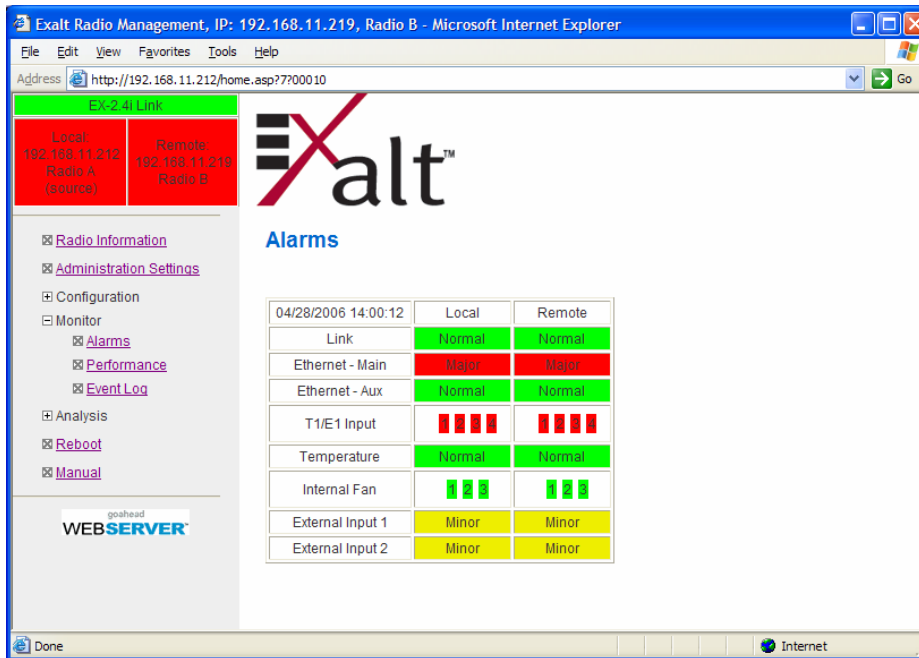 Exalt Radio Management, IP: 192.168.11.219, Radio B - Microsoft Internet Explorer
File Edit View Favorites Tools Help
Address http://192.168.11.212/home.asp?7?00010 Go
EX-2.4i Link
Local:
192.168.11.212
Radio A
(source)
Remote:
192.168.11.219
Radio B
EXalt™
Radio Information
Administration Settings
Configuration
Monitor
Alarms
Performance
Event Log
Analysis
Reboot
Manual
goahead
WEBSERVER™
Alarms
04/28/2006 14:00:12 Local Remote
Link Normal Normal
Ethernet - Main Major Major
Ethernet - Aux Normal Normal
T1/E1 Input 1 2 3 4 1 2 3 4
Temperature Normal Normal
Internal Fan 1 2 3 1 2 3
External Input 1 Minor Minor
External Input 2 Minor Minor
Done Internet